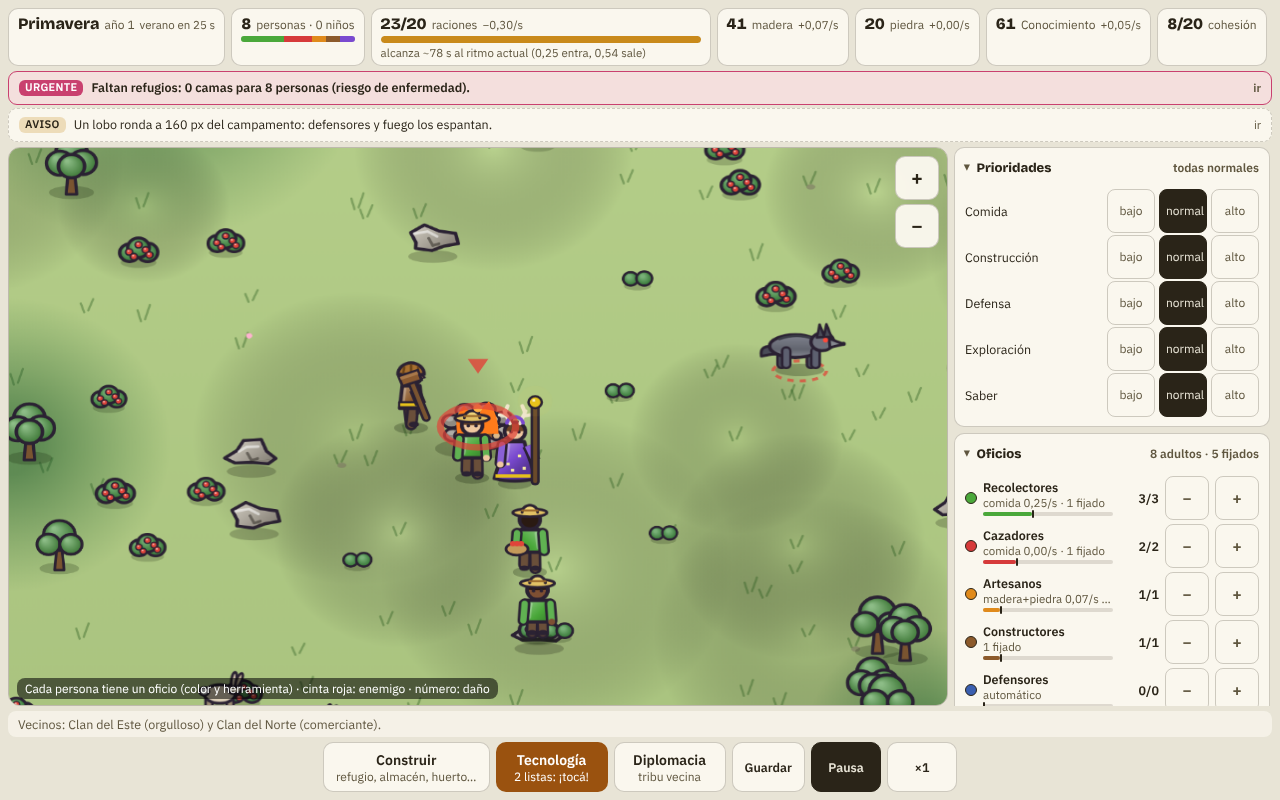 Primavera año 1 verano en 25 s
8 personas · 0 niños
23/20 raciones −0,30/s
alcanza ~78 s al ritmo actual (0,25 entra, 0,54 sale)
41 madera +0,07/s
20 piedra +0,00/s
61 Conocimiento +0,05/s
8/20 cohesión
URGENTE Faltan refugios: 0 camas para 8 personas (riesgo de enfermedad). ir
AVISO Un lobo ronda a 160 px del campamento: defensores y fuego los espantan. ir
+
−
Cada persona tiene un oficio (color y herramienta) · cinta roja: enemigo · número: daño
▼ Prioridades todas normales
Comida bajo normal alto
Construcción bajo normal alto
Defensa bajo normal alto
Exploración bajo normal alto
Saber bajo normal alto
▼ Oficios 8 adultos · 5 fijados
Recolectores
comida 0,25/s · 1 fijado
3/3 − +
Cazadores
comida 0,00/s · 1 fijado
2/2 − +
Artesanos
madera+piedra 0,07/s ...
1/1 − +
Constructores
1 fijado
1/1 − +
Defensores
automático
0/0 − +
Vecinos: Clan del Este (orgulloso) y Clan del Norte (comerciante).
Construir
refugio, almacén, huerto...
Tecnología
2 listas: ¡tocá!
Diplomacia
tribu vecina
Guardar
Pausa
×1